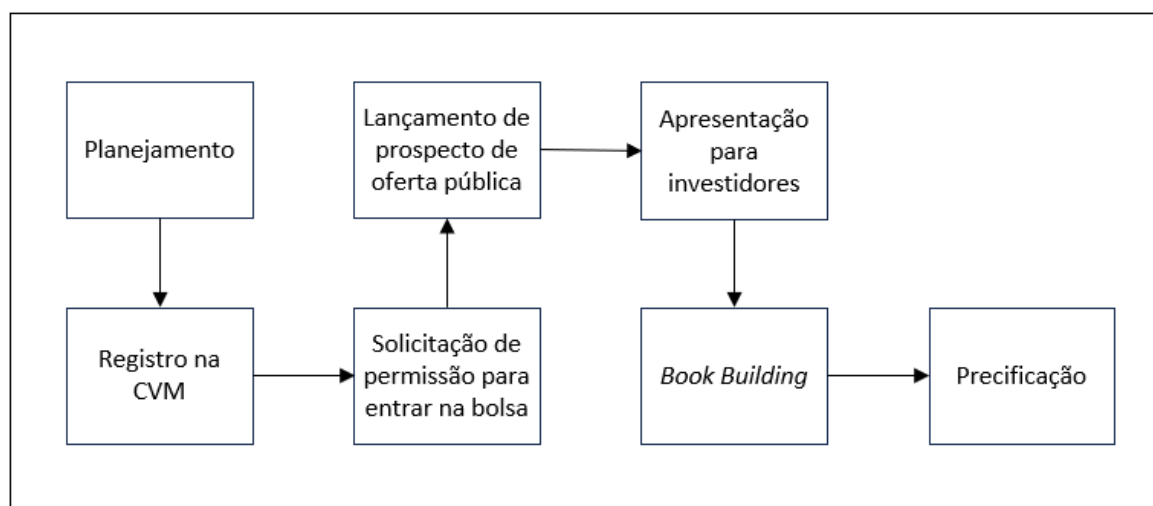 Planejamento
Registro na
CVM
Solicitação de
permissão para
entrar na bolsa
Lançamento de
prospecto de
oferta pública
Apresentação
para
investidores
Book Building
Precificação